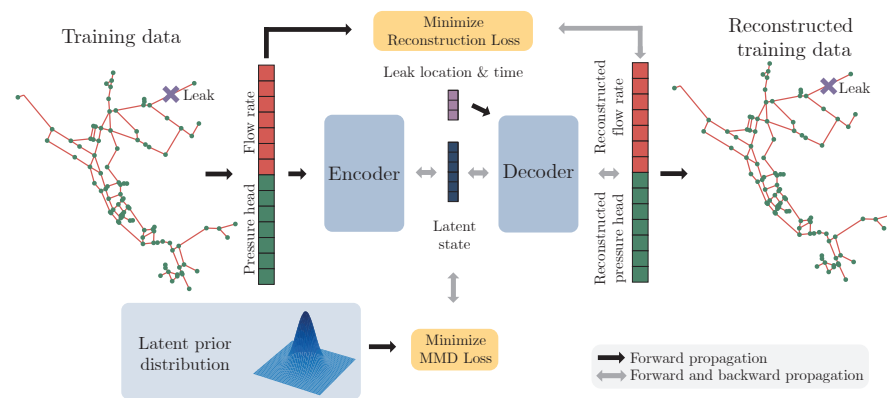 Training data
Minimize
Reconstruction Loss
Reconstructed
training data
Leak location & time
Leak
Flow rate
Pressure head
Encoder
Decoder
Latent
state
Reconstructed
flow rate
Reconstructed
pressure head
Leak
Latent prior
distribution
Minimize
MMD Loss
Forward propagation
Forward and backward propagation